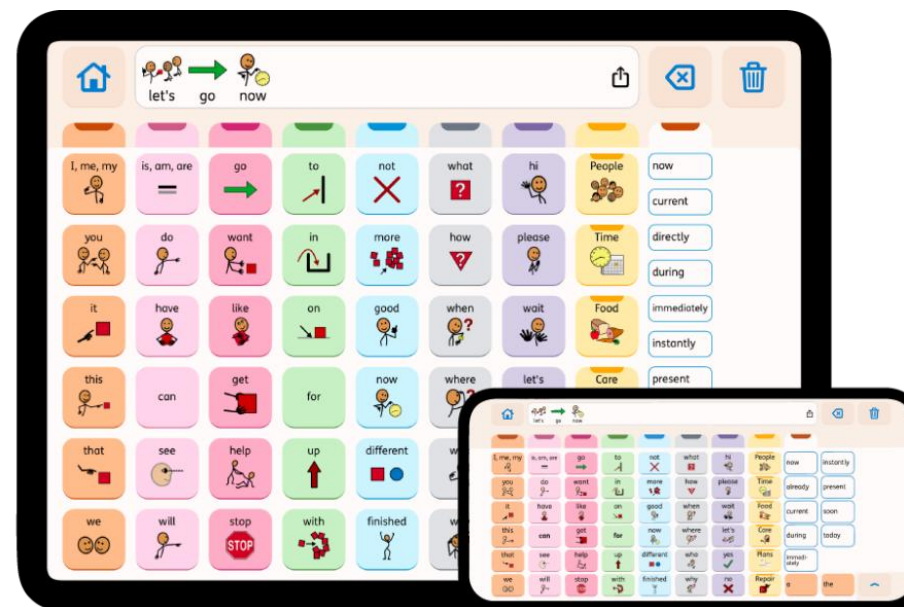 let's go now
I, me, my is, am, are go to not what hi People now
current
you do want in more how please Time directly
during
it have like on good when wait Food immediately
instantly
this can get for now where let's Care present
that see help up different
we will stop STOP with finished
let's go now
I, me, my is, am, are go to not what hi People now instantly
you do want in more how please Time already present
it have like on good when wait Food current soon
this can get for now where let's Care during today
that see help up different who yes Plans immedi-
ately
we will stop with finished why no Repair a the